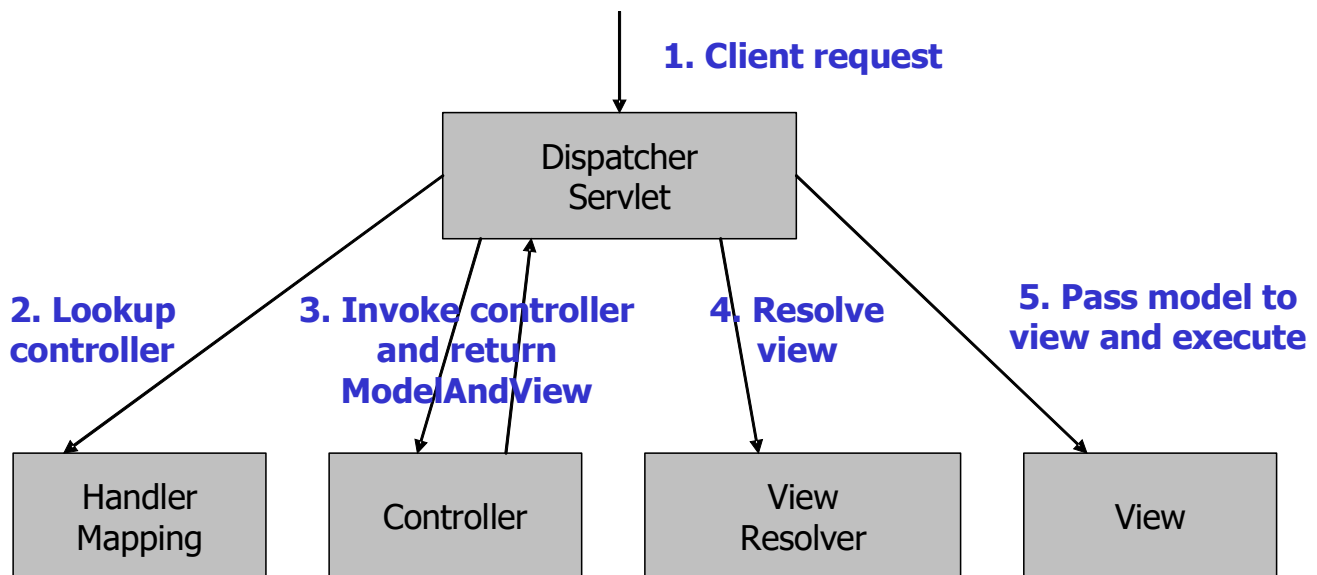 1. Client request
Dispatcher
Servlet
2. Lookup
controller
3. Invoke controller
and return
ModelAndView
4. Resolve
view
5. Pass model to
view and execute
Handler
Mapping
Controller
View
Resolver
View